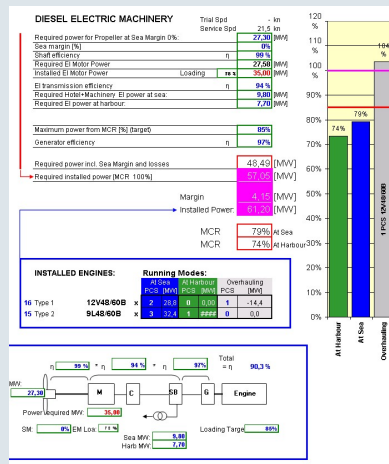 DIESEL ELECTRIC MACHINERY
Trial Spd - kn
Service Spd 21,5 kn
Required power for Propeller at Sea Margin 0%: 27,30 [MW]
Sea margin [%] 0%
Shaft efficiency η 99 %
Required El Motor Power 27,58 [MW]
Installed El Motor Power Loading 78 % 35,00 [MW]
El transmission efficiency η 94 %
Required Hotel+Machinery El power at sea: 9,80 [MW]
Required El power at harbour: 7,70 [MW]
Maximum power from MCR [%] (target) 85%
Generator efficiency η 97%
Required power incl. Sea Margin and losses 48,49 [MW]
Required installed power [MCR 100%] 57,05 [MW]
Margin 4,15 [MW]
Installed Power: 61,20 [MW]
MCR 79% At Sea
MCR 74% At Harbour
INSTALLED ENGINES: Running Modes:
At Sea At Harbour Overhauling
PCS [MW] PCS [MW] PCS [MW]
16 Type 1 12V48/60B x 2 28,8 0 0,00 1 -14,4
15 Type 2 9L48/60B x 3 32,4 1 #### 0 0,0
η 99 % * η 94 % * η 97% Total = η 90,3 %
MW:
27,30
M C SB G Engine
Power required MW: 35,00
SM: 0% EM Loa: 78 % Loading Targe 85%
Sea MW: 9,80
Harb MW: 7,70
120 %
110 %
100 %
90%
80%
70%
60%
50%
40%
30%
20%
10%
0%
74%
79%
104
1 PCS 12V48/60B
At Harbour
At Sea
Overhauling